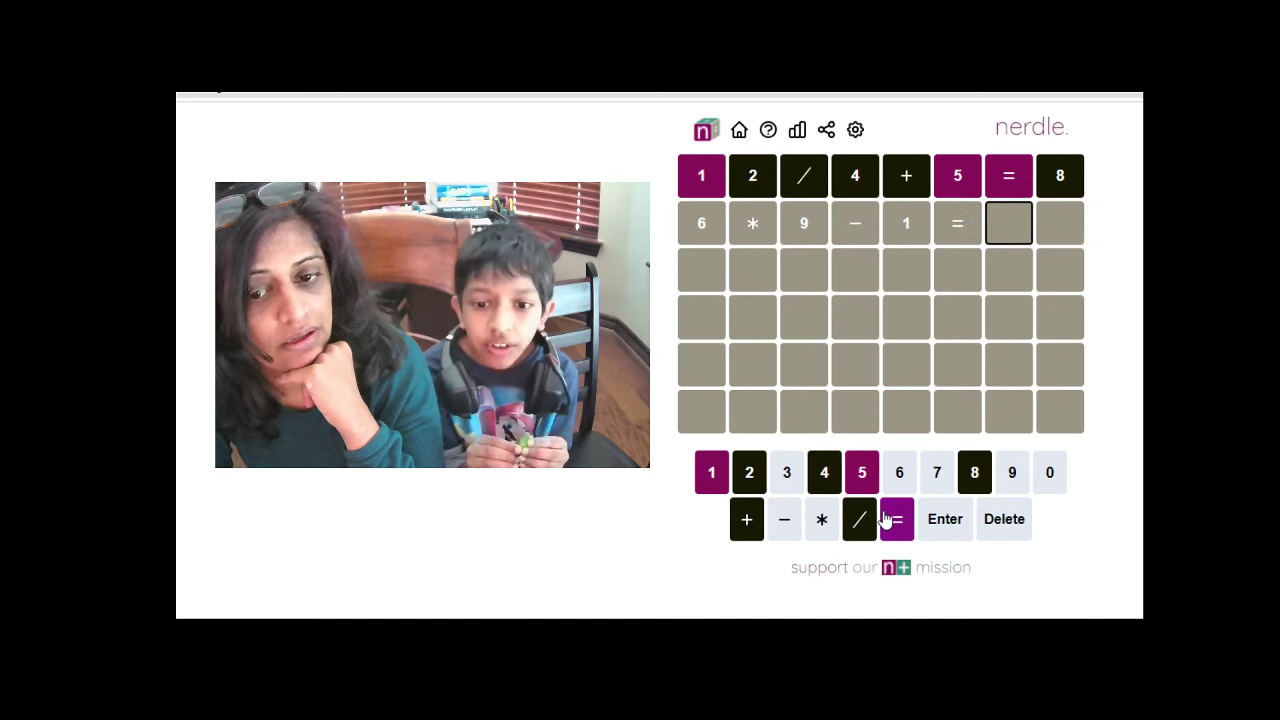 n nerdle.
1 2 / 4 + 5 = 8
6 * 9 - 1 =
1 2 3 4 5 6 7 8 9 0
+ - * / = Enter Delete
support our n+ mission